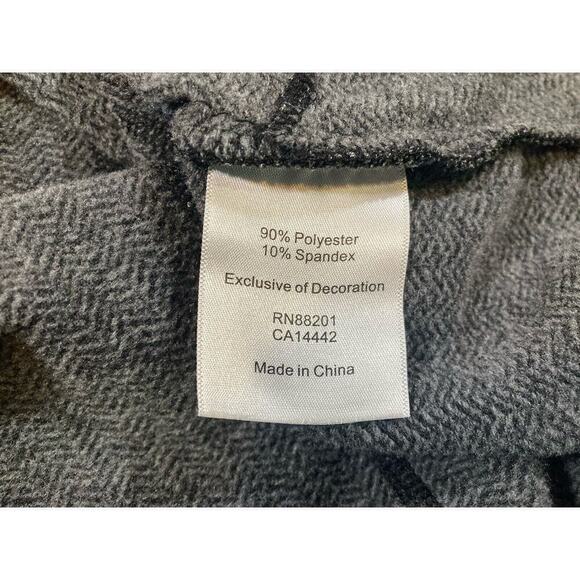 90% Polyester
10% Spandex
Exclusive of Decoration
RN88201
CA14442
Made in China